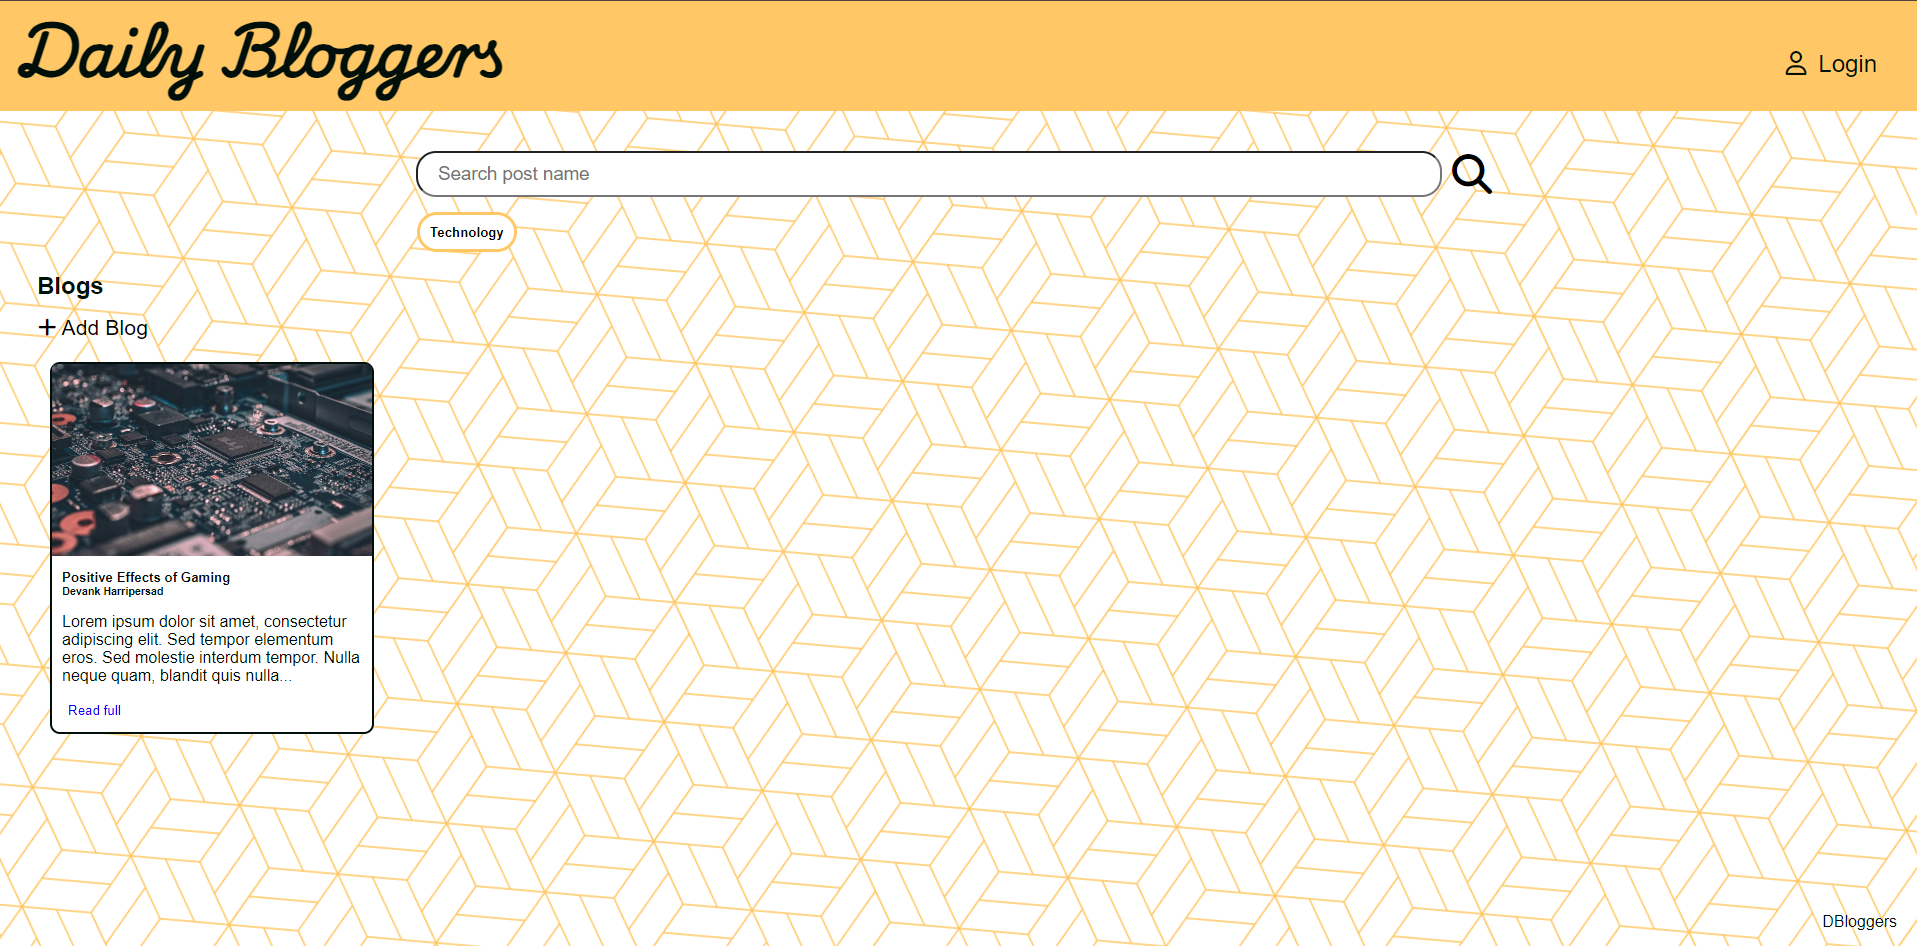 Daily Bloggers
Login
Search post name
Technology
Blogs
Add Blog
Positive Effects of Gaming
Devank Harripersad
Lorem ipsum dolor sit amet, consectetur
adipiscing elit. Sed tempor elementum
eros. Sed molestie interdum tempor. Nulla
neque quam, blandit quis nulla...
Read full
DBloggers